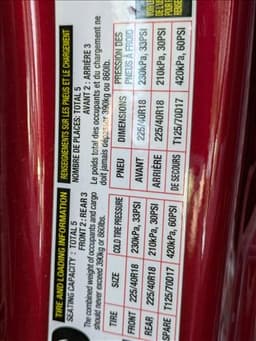 TIRE AND LOADING INFORMATION
SEATING CAPACITY : TOTAL 5
FRONT 2 : REAR 3
The combined weight of occupants and cargo
should never exceed 390kg or 860lbs.
TIRE SIZE COLD TIRE PRESSURE
FRONT 225/40R18 230kPa, 33PSI
REAR 225/40R18 210kPa, 30PSI
SPARE T125/70D17 420kPa, 60PSI
RENSEIGNEMENTS SUR LES PNEUS ET LE CHARGEMENT
NOMBRE DE PLACES: TOTAL 5
AVANT 2 : ARRIÈRE 3
Le poids total des occupants et du chargement ne
doit jamais dépasser 390kg or 860lb.
PNEU DIMENSIONS PRESSION DES
PNEUS À FROID
AVANT 225/40R18 230kPa, 33PSI
ARRIÈRE 225/40R18 210kPa, 30PSI
DE SECOURS T125/70D17 420kPa, 60PSI